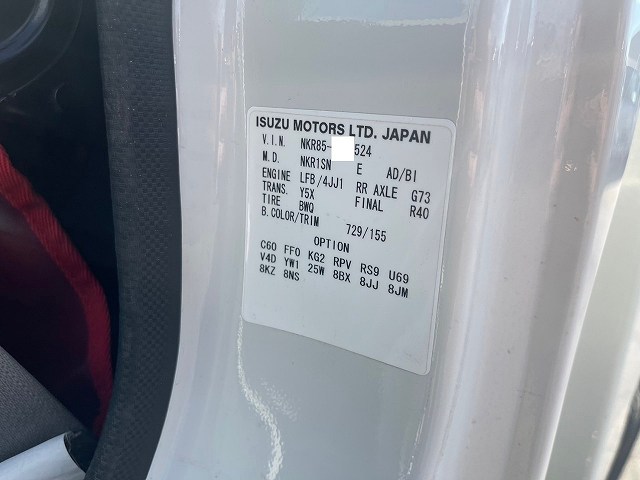 ISUZU MOTORS LTD. JAPAN
V.I.N. NKR85- 524
M.D. NKR1SN E AD/BI
ENGINE LFB/4JJ1 RR AXLE G73
TRANS. Y5X FINAL R40
TIRE BWQ
B.COLOR/TRIM 729/155
OPTION
C60 FF0 KG2 RPV RS9 U69
V4D YW1 25W 8BX 8JJ 8JM
8KZ 8NS